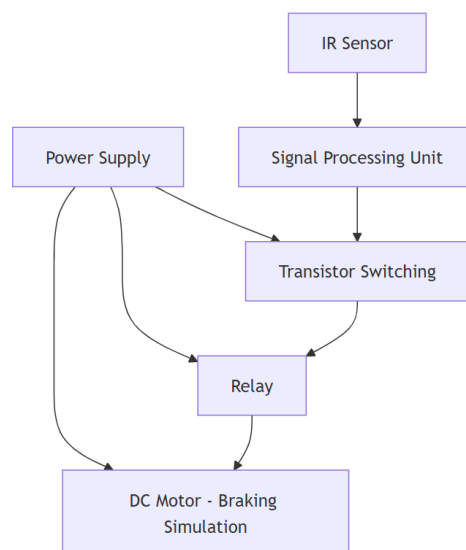 IR Sensor
Power Supply
Signal Processing Unit
Transistor Switching
Relay
DC Motor - Braking
Simulation